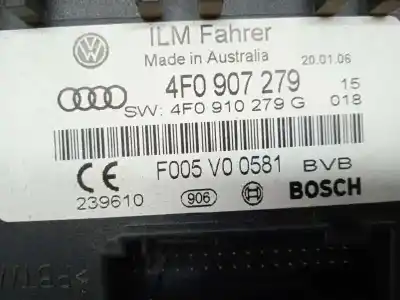 ILM Fahrer
Made in Australia
20.01.06
4F0 907 279
15
SW: 4F0 910 279 G
018
F005 V0 0581
BVB
CE
239610
906
BOSCH
>PBT